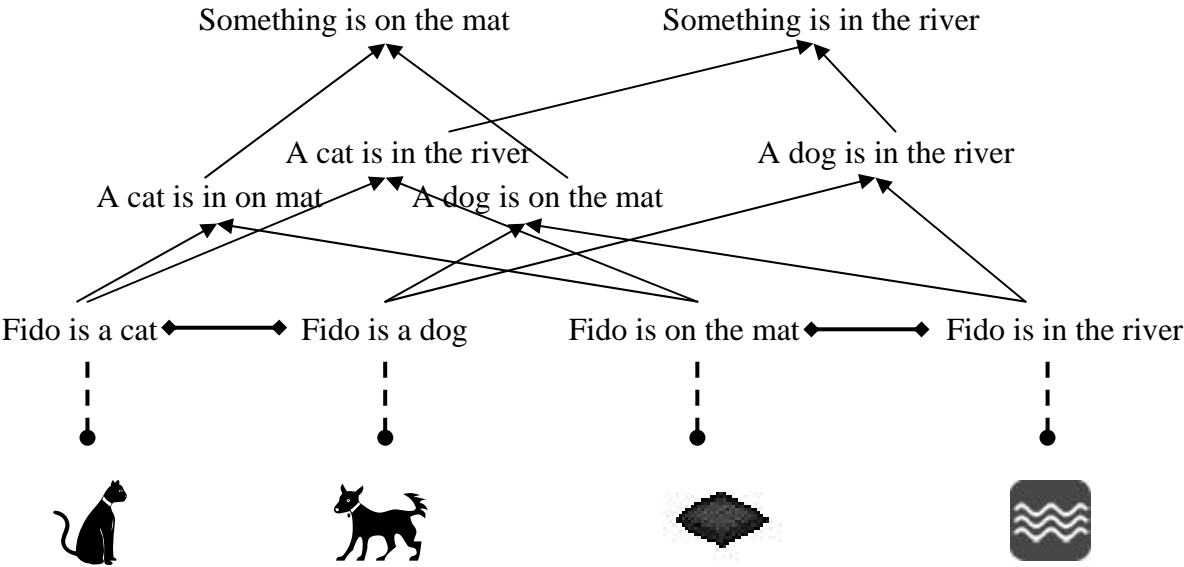 Something is on the mat
Something is in the river
A cat is in the river
A dog is in the river
A cat is in on mat
A dog is on the mat
Fido is a cat
Fido is a dog
Fido is on the mat
Fido is in the river